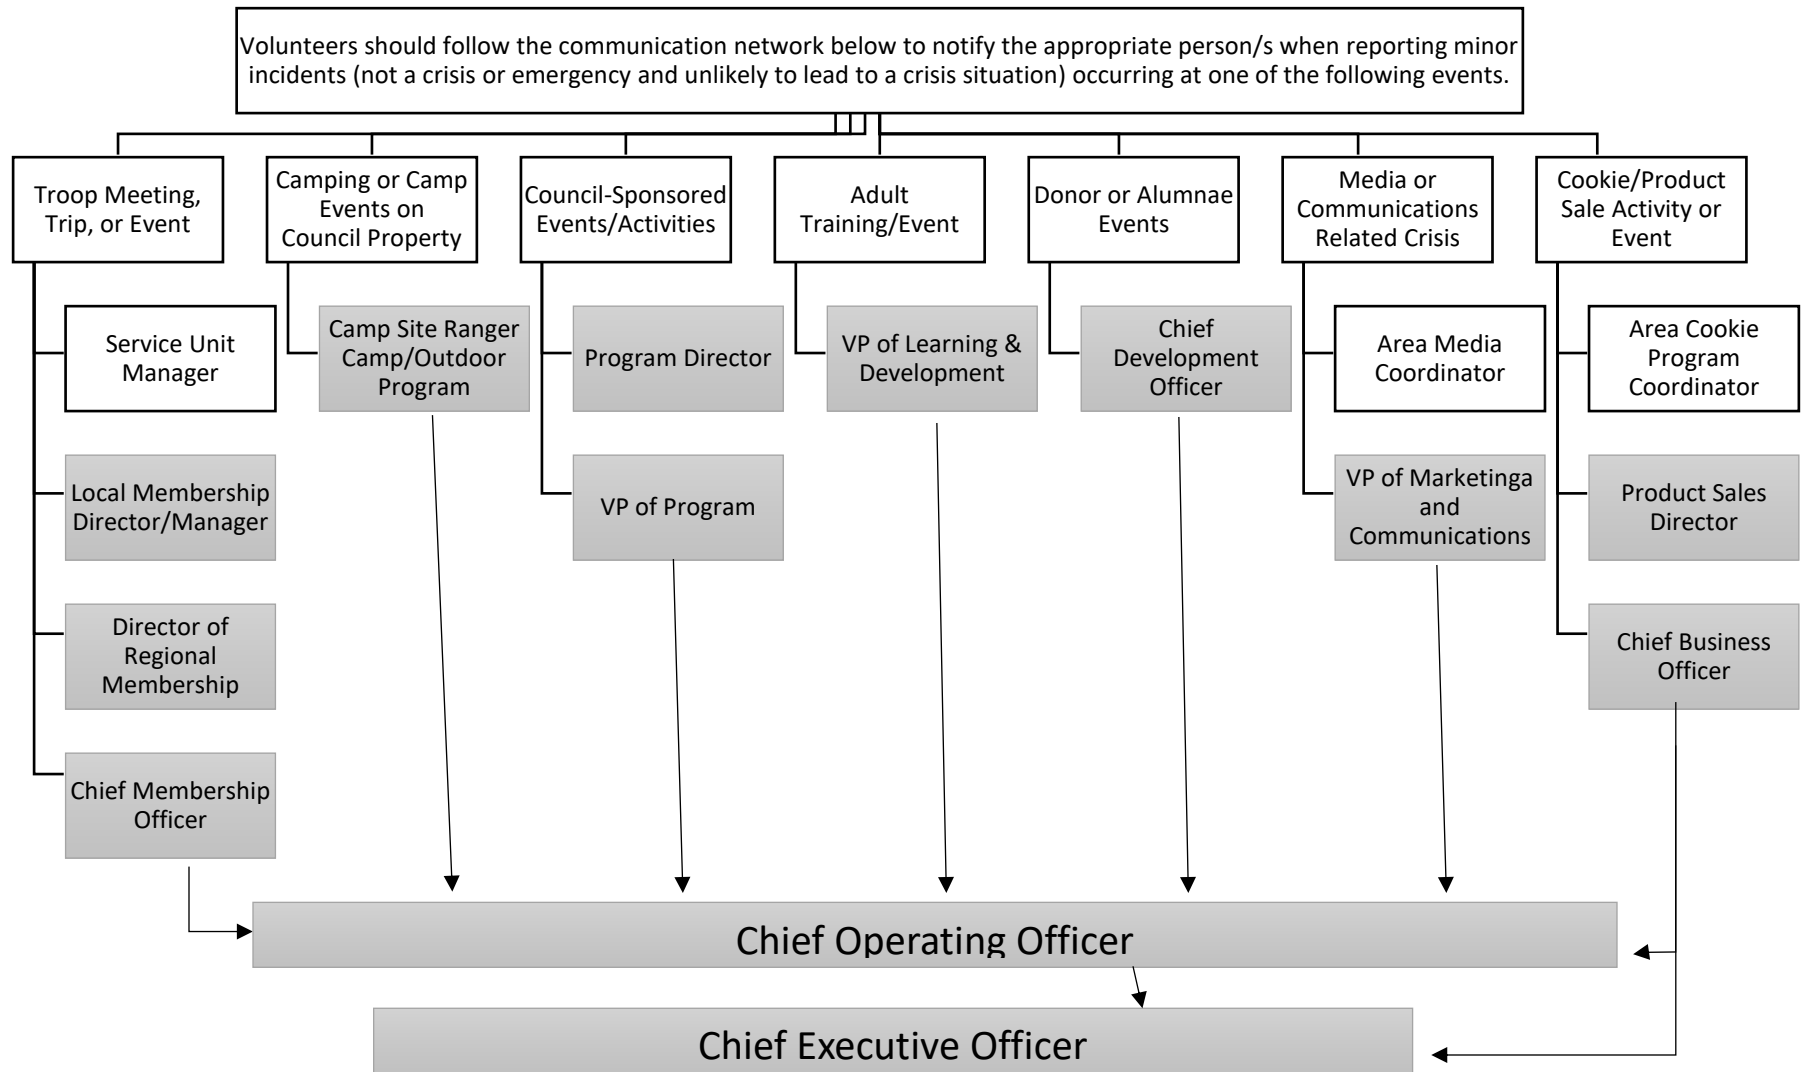 Volunteers should follow the communication network below to notify the appropriate person/s when reporting minor
incidents (not a crisis or emergency and unlikely to lead to a crisis situation) occurring at one of the following events.
Troop Meeting,
Trip, or Event
Service Unit
Manager
Local Membership
Director/Manager
Director of
Regional
Membership
Chief Membership
Officer
Camping or Camp
Events on
Council Property
Camp Site Ranger
Camp/Outdoor
Program
Council-Sponsored
Events/Activities
Program Director
VP of Program
Adult
Training/Event
VP of Learning &
Development
Donor or Alumnae
Events
Chief
Development
Officer
Media or
Communications
Related Crisis
Area Media
Coordinator
VP of Marketinga
and
Communications
Cookie/Product
Sale Activity or
Event
Area Cookie
Program
Coordinator
Product Sales
Director
Chief Business
Officer
Chief Operating Officer
Chief Executive Officer